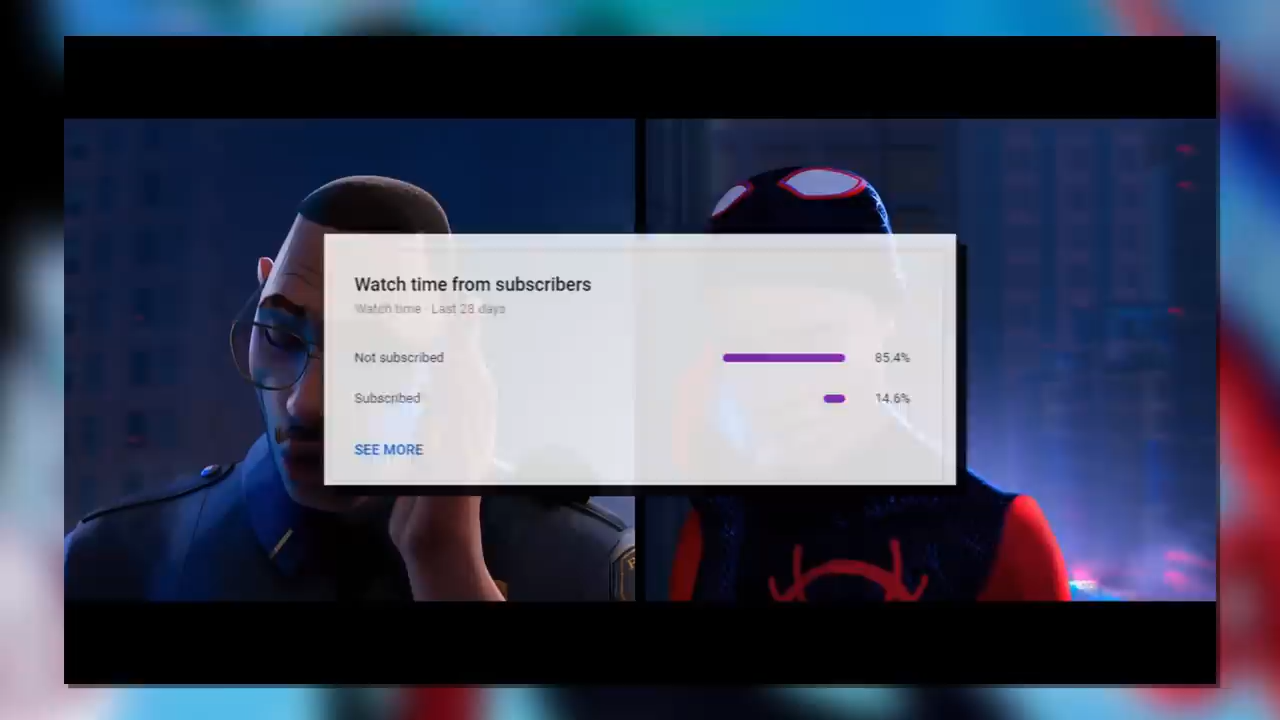 Watch time from subscribers
Watch time · Last 28 days
Not subscribed 85.4%
Subscribed 14.6%
SEE MORE